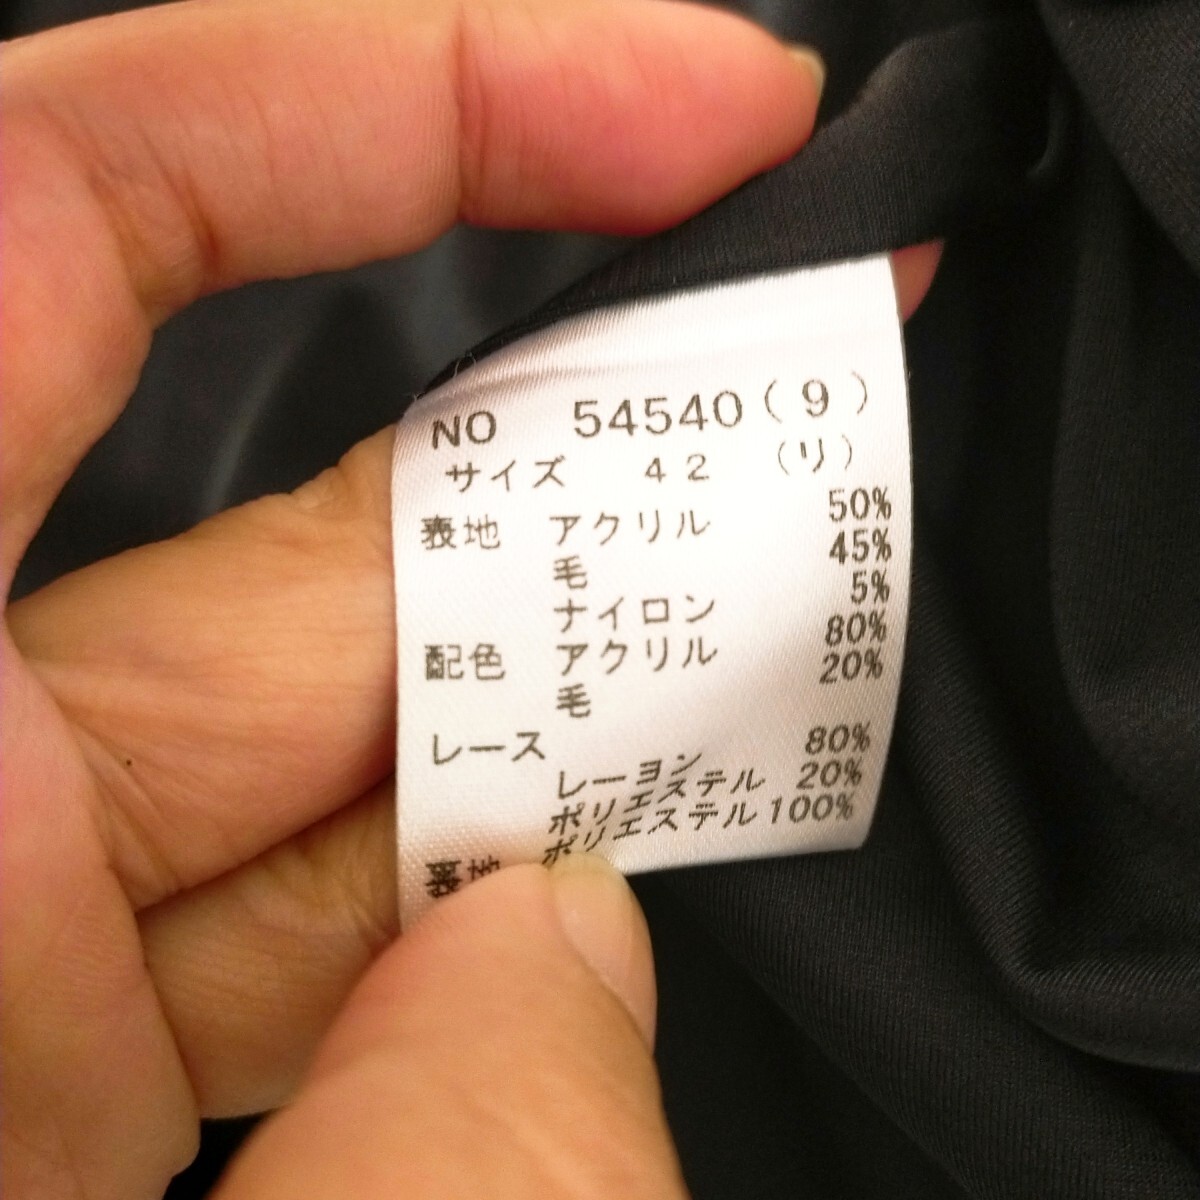 NO 54540(9)
サイズ 42 (リ)
表地 アクリル 50%
毛 45%
ナイロン 5%
配色 アクリル 80%
毛 20%
レース
レーヨン 80%
ポリエステル 20%
裏地 ポリエステル 100%